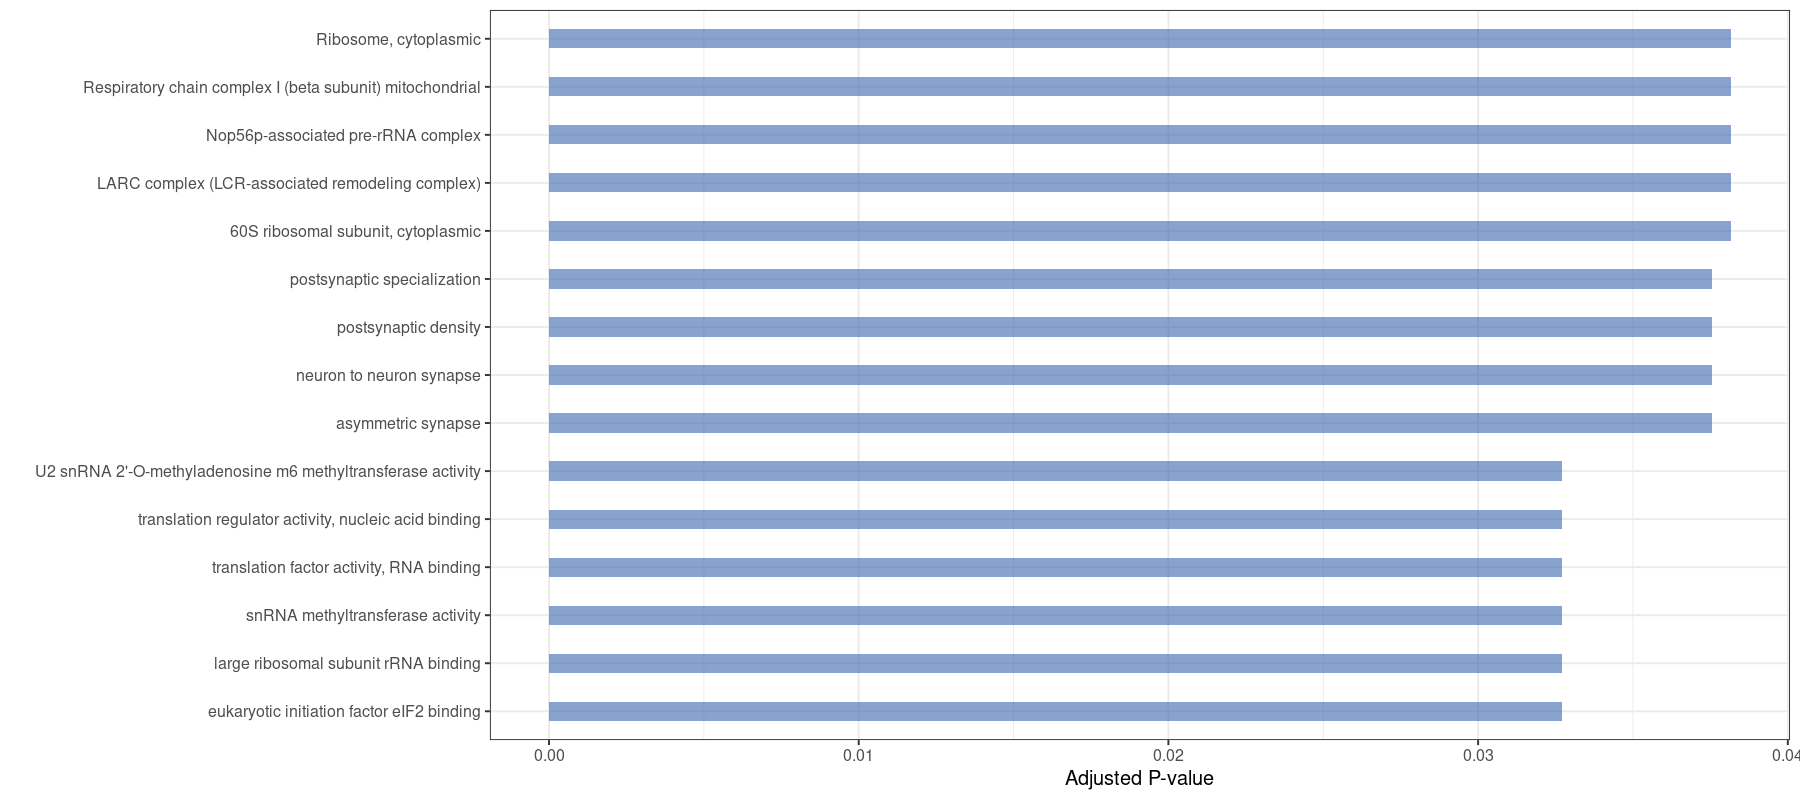 Ribosome, cytoplasmic
Respiratory chain complex I (beta subunit) mitochondrial
Nop56p-associated pre-rRNA complex
LARC complex (LCR-associated remodeling complex)
60S ribosomal subunit, cytoplasmic
postsynaptic specialization
postsynaptic density
neuron to neuron synapse
asymmetric synapse
U2 snRNA 2'-O-methyladenosine m6 methyltransferase activity
translation regulator activity, nucleic acid binding
translation factor activity, RNA binding
snRNA methyltransferase activity
large ribosomal subunit rRNA binding
eukaryotic initiation factor eIF2 binding
0.00 0.01 0.02 0.03 0.04
Adjusted P-value